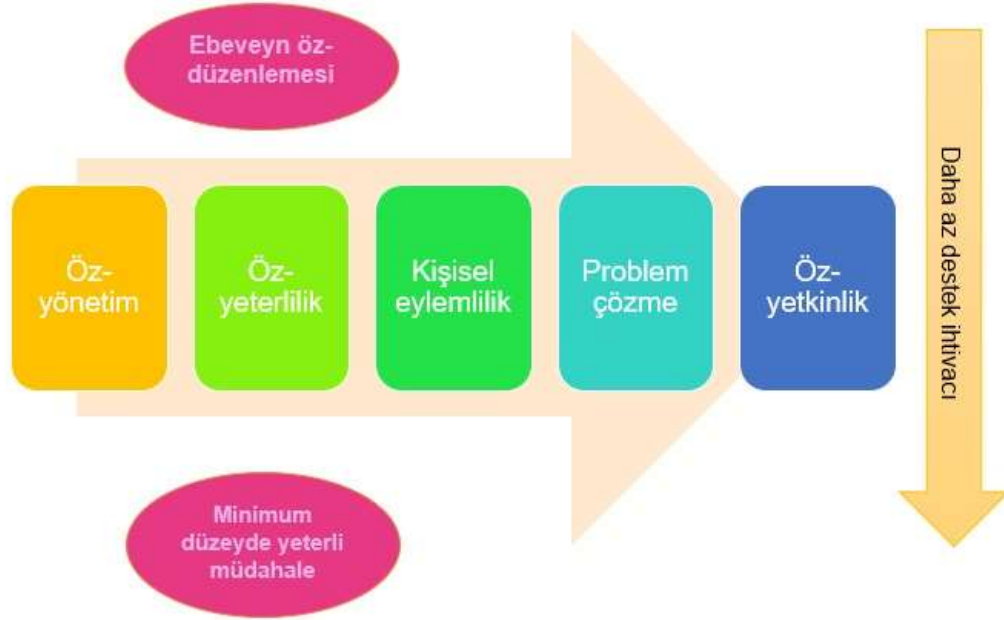 Ebeveyn öz-
düzenlemesi
Öz-
yönetim
Öz-
yeterlilik
Kişisel
eylemlilik
Problem
çözme
Öz-
yetkinlik
Daha az destek ihtivacı
Minimum
düzeyde yeterli
müdahale